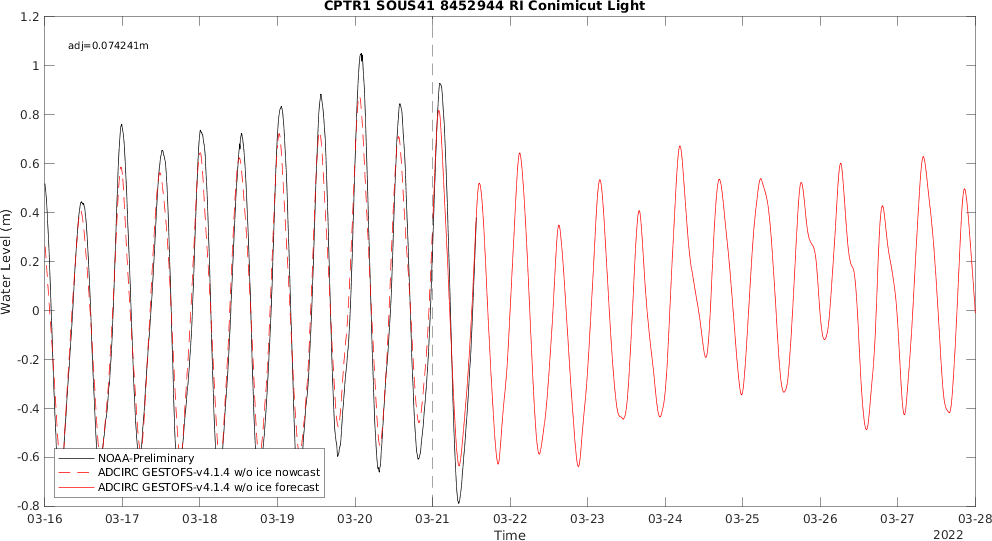 CPTR1 SOUS41 8452944 RI Conimicut Light
adj=0.074241m
Water Level (m)
1.2
1
0.8
0.6
0.4
0.2
0
-0.2
-0.4
-0.6
-0.8
NOAA-Preliminary
ADCIRC GESTOFS-v4.1.4 w/o ice nowcast
ADCIRC GESTOFS-v4.1.4 w/o ice forecast
03-16 03-17 03-18 03-19 03-20 03-21 03-22 03-23 03-24 03-25 03-26 03-27 03-28
Time
2022